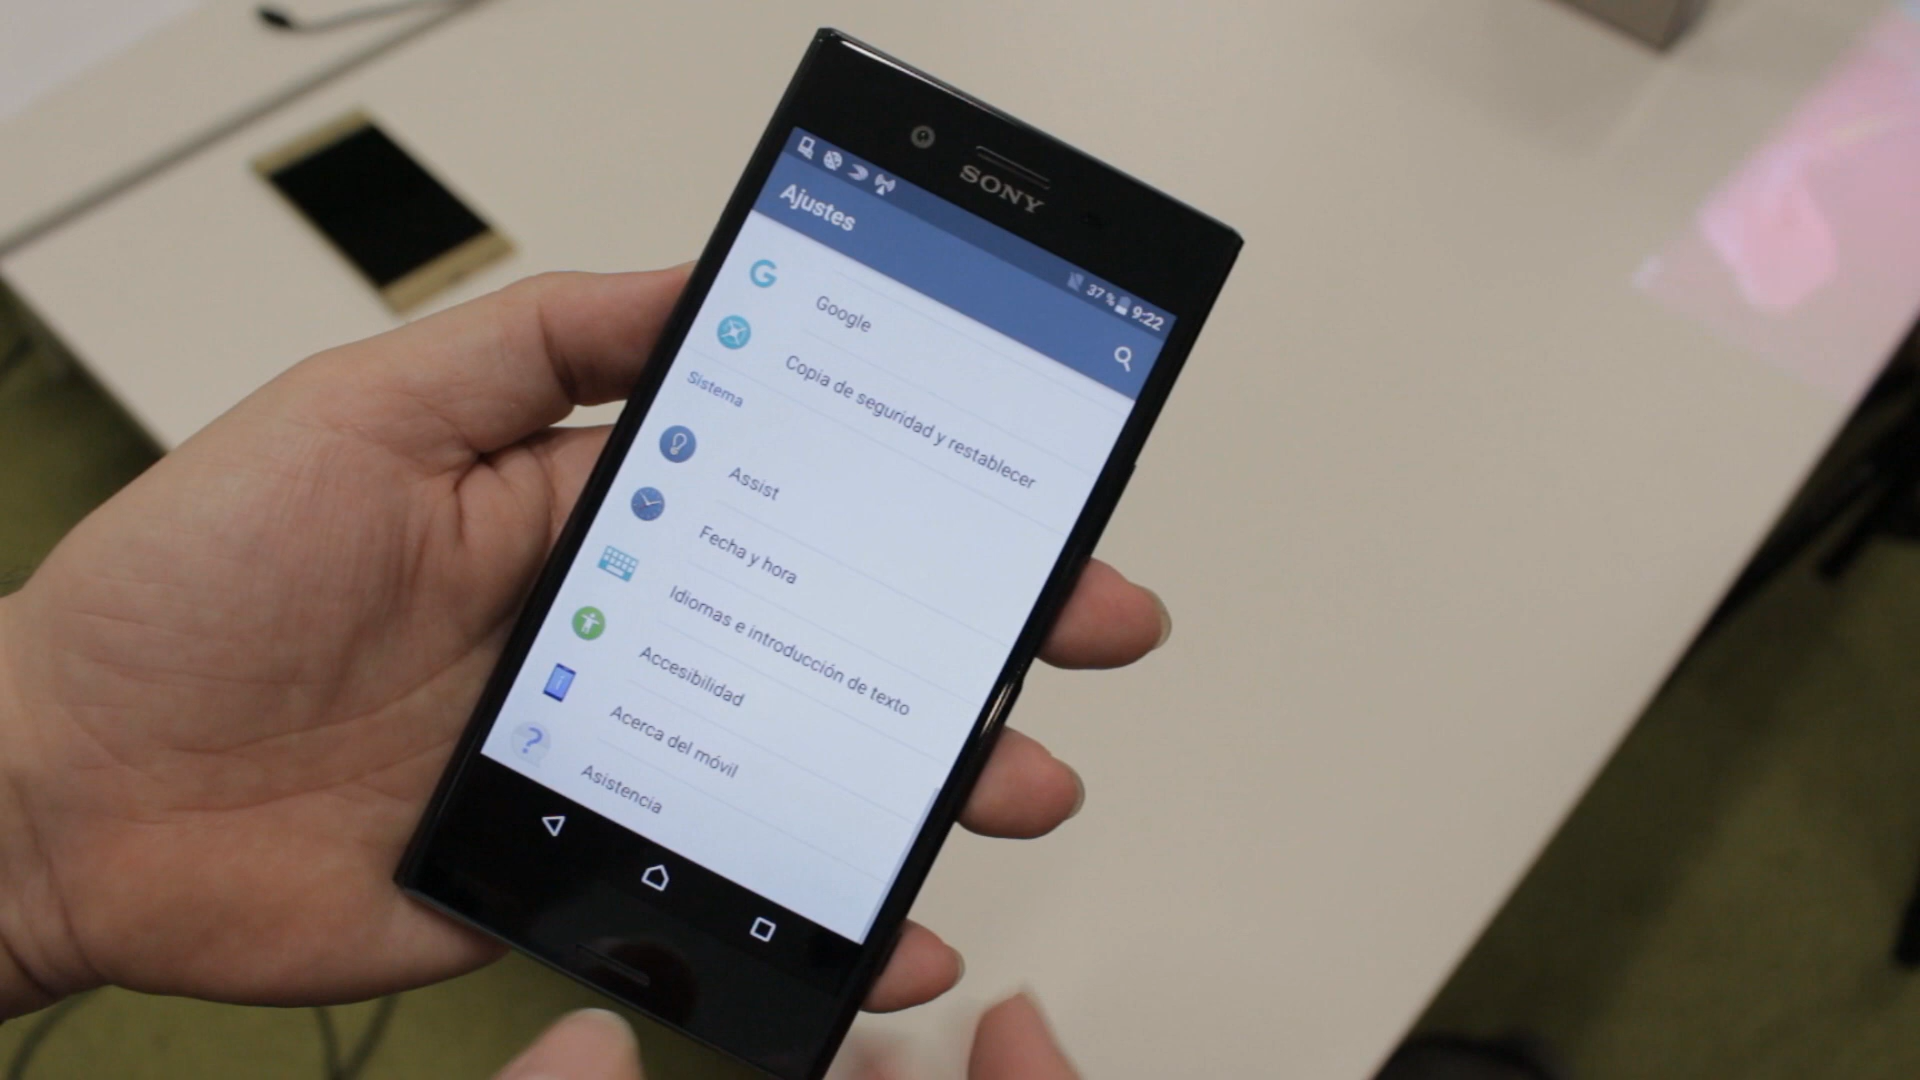 SONY
37 % 9:22
Ajustes
Google
Copia de seguridad y restablecer
Sistema
Assist
Fecha y hora
Idiomas e introducción de texto
Accesibilidad
Acerca del móvil
Asistencia